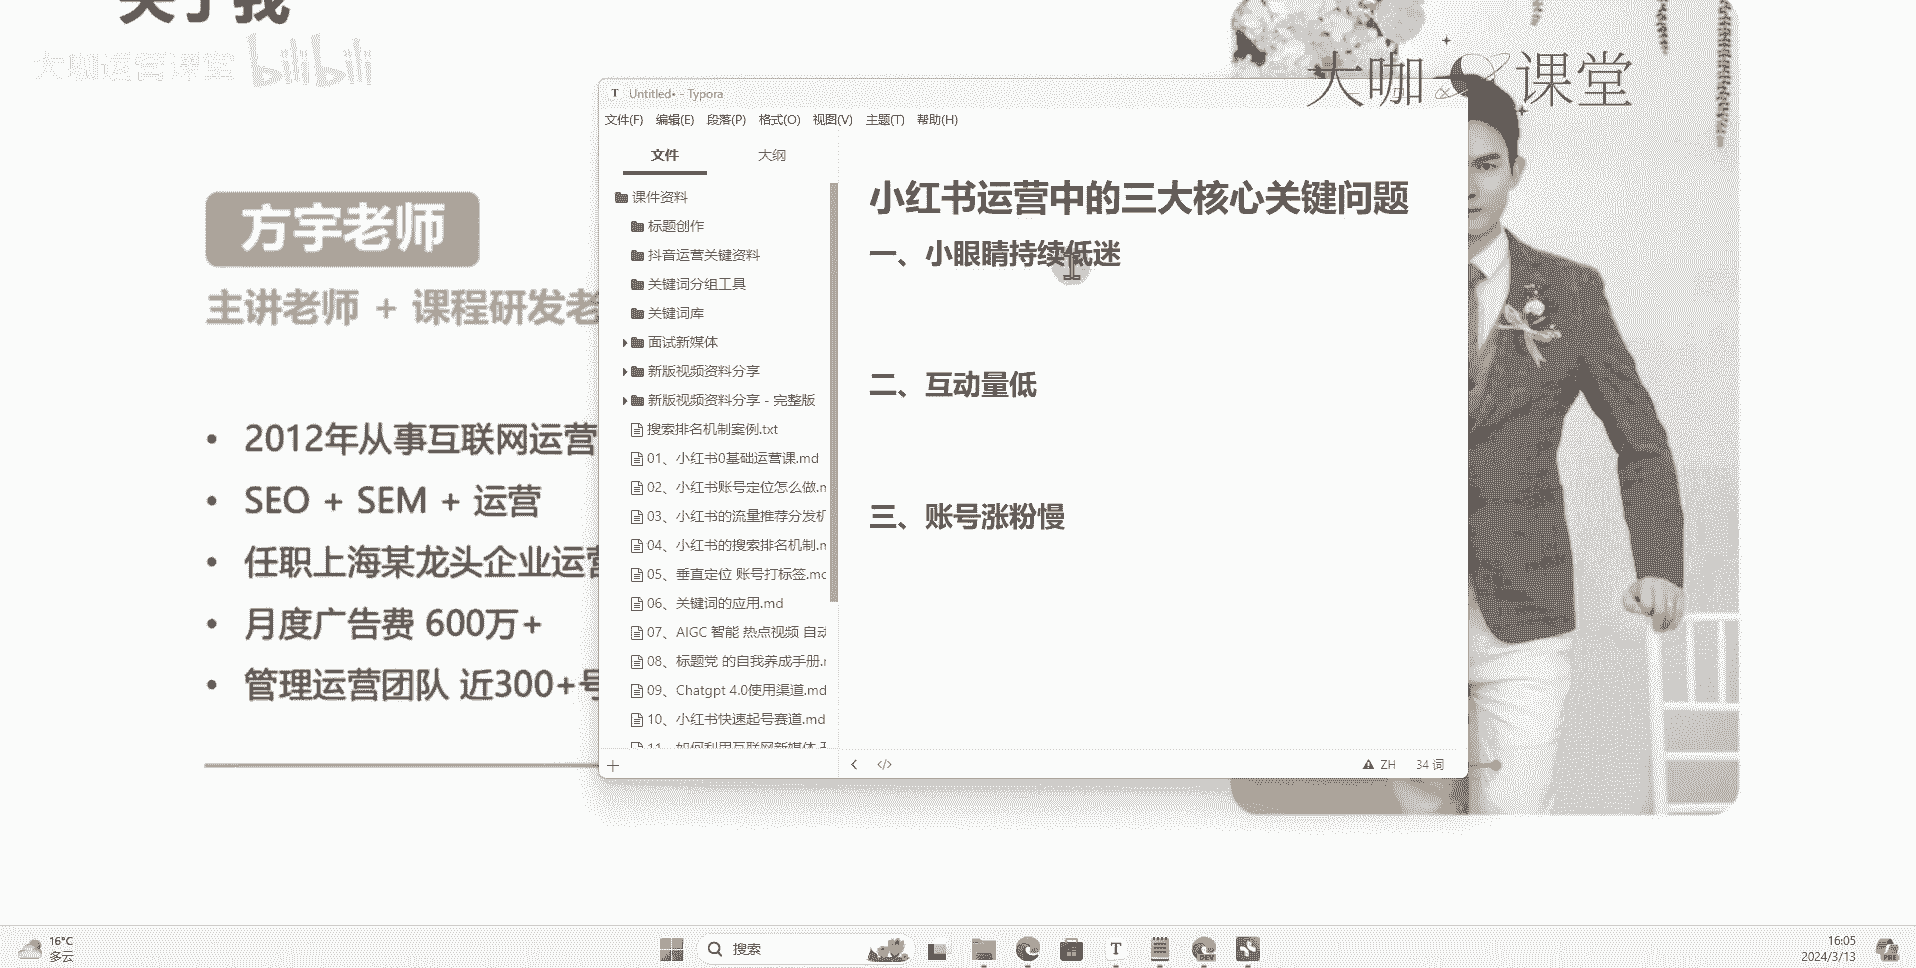 关于我
大咖运营课堂 bilibili
大咖 课堂
方宇老师
主讲老师 + 课程研发老
• 2012年从事互联网运营
• SEO + SEM + 运营
• 任职上海某龙头企业运营
• 月度广告费 600万+
• 管理运营团队 近300+号
Untitled• - Typora
文件(F) 编辑(E) 段落(P) 格式(O) 视图(V) 主题(T) 帮助(H)
文件 大纲
课件资料
标题创作
抖音运营关键资料
关键词分组工具
关键词库
面试新媒体
新版视频资料分享
新版视频资料分享 - 完整版
搜索排名机制案例.txt
01、小红书0基础运营课.md
02、小红书账号定位怎么做.m
03、小红书的流量推荐分发机
04、小红书的搜索排名机制.m
05、垂直定位 账号打标签.md
06、关键词的应用.md
07、AIGC 智能 热点视频 自动
08、标题党 的自我养成手册.m
09、Chatgpt 4.0使用渠道.md
10、小红书快速起号赛道.md
11、如何利用互联网新媒体
小红书运营中的三大核心关键问题
一、小眼睛持续低迷
二、互动量低
三、账号涨粉慢
ZH 34 词
16°C
多云
搜索
16:05
2024/3/13